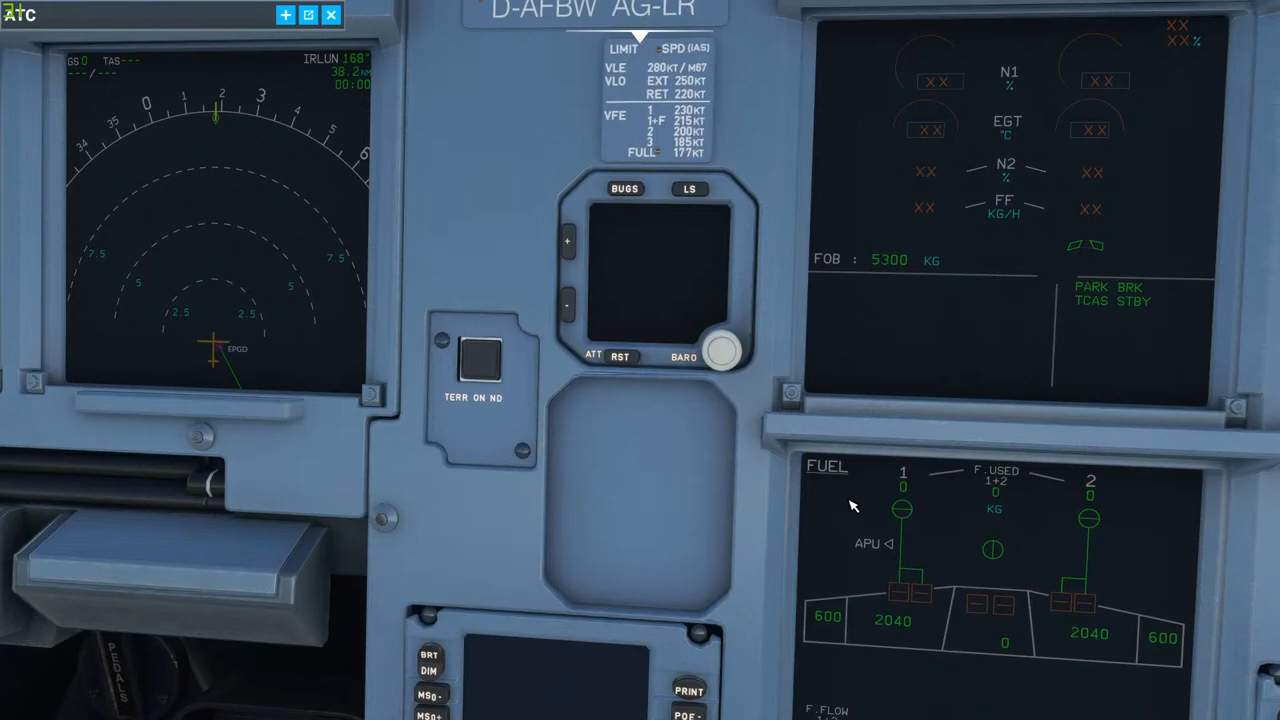 ATC
D-AFBW AG-LR
GS 0 TAS---
---/---
IRLUN 168°
38.2NM
00:00
34 35 0 1 2 3 4 5 6
7.5 7.5
5 5
2.5 2.5
EPGD
LIMIT SPD (IAS)
VLE 280KT / M67
VLO EXT 250KT
RET 220KT
VFE 1 230KT
1+F 215KT
2 200KT
3 185KT
FULL 177KT
BUGS LS
+
-
ATT RST BARO
TERR ON ND
PEDALS
BRT
DIM
MSG-
MSG+
PRINT
XX
XX %
XX N1 XX
%
XX EGT XX
°C
XX N2 XX
%
XX FF XX
KG/H
FOB : 5300 KG
PARK BRK
TCAS STBY
FUEL
1 F.USED 2
1+2
0 0 0
KG
APU
600 2040 0 2040 600
F.FLOW
1+2